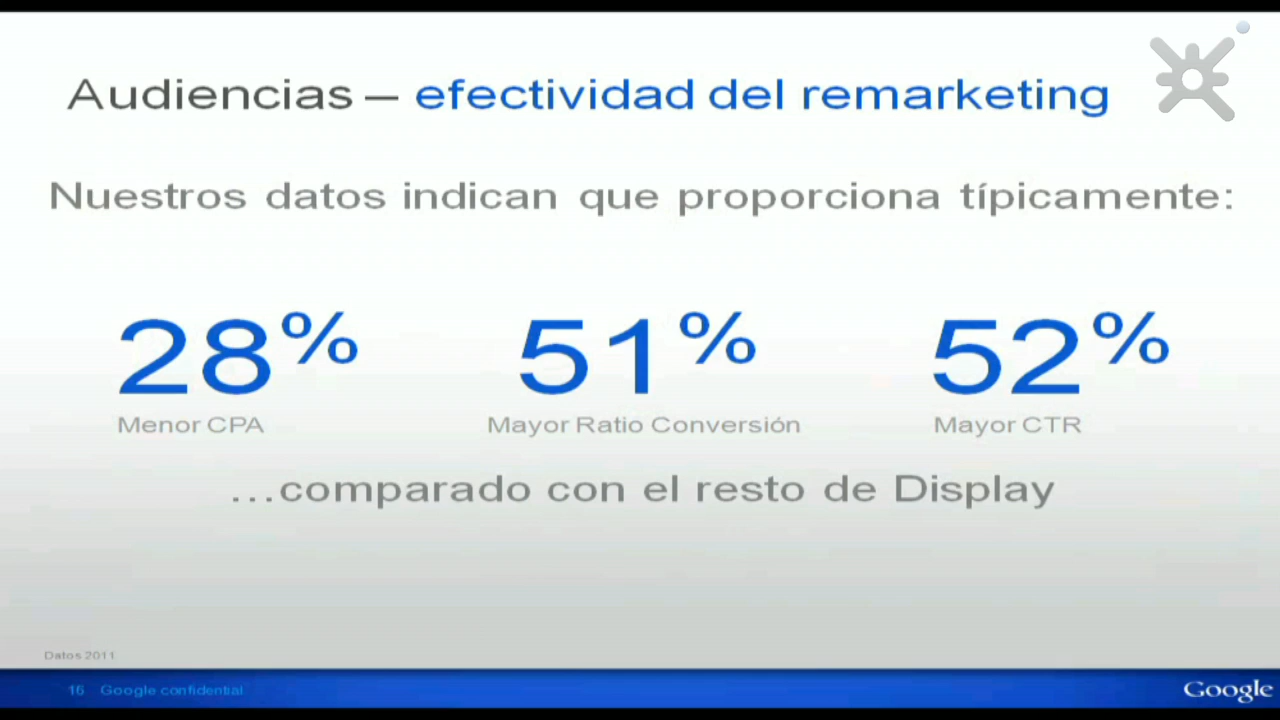 Audiencias – efectividad del remarketing
Nuestros datos indican que proporciona típicamente:
28% 51% 52%
Menor CPA Mayor Ratio Conversión Mayor CTR
...comparado con el resto de Display
Datos 2011
16 Google confidential Google